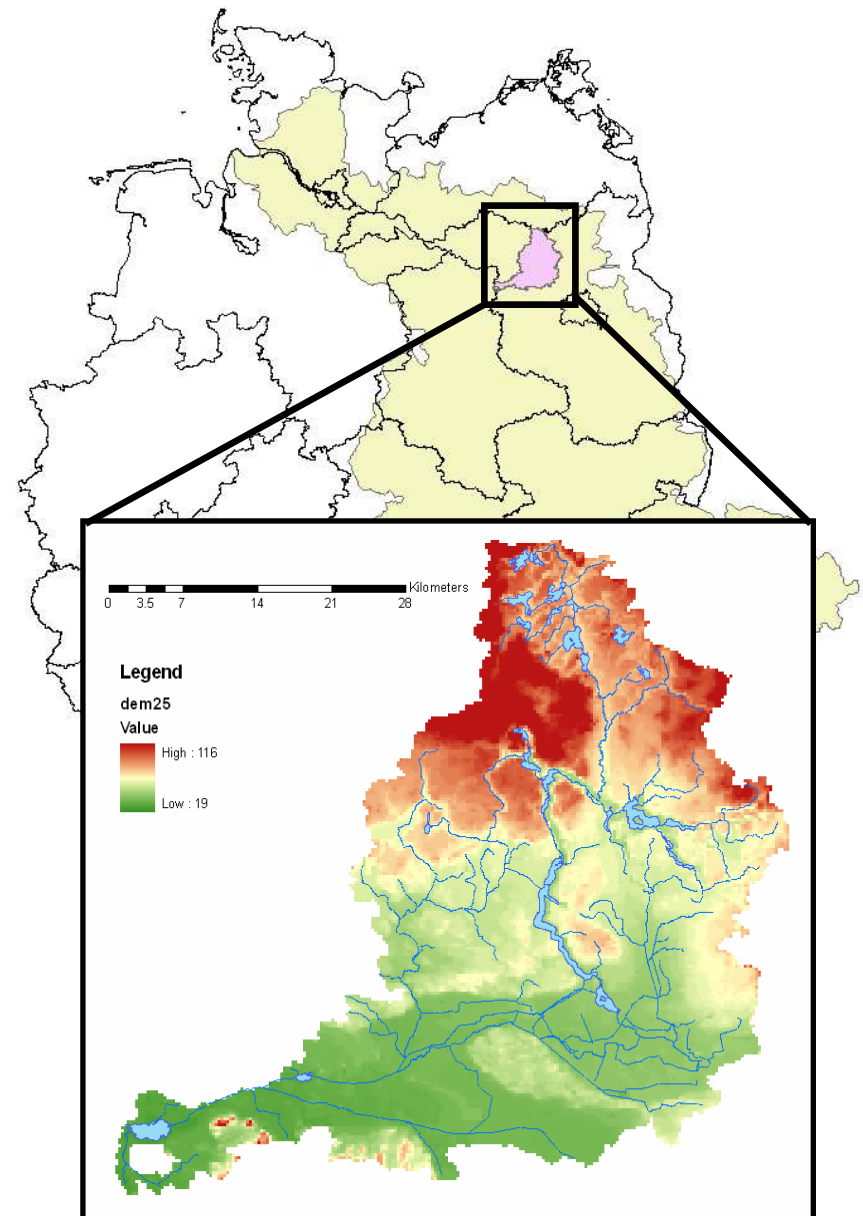 Kilometers
0 3.5 7 14 21 28
Legend
dem25
Value
High : 116
Low : 19